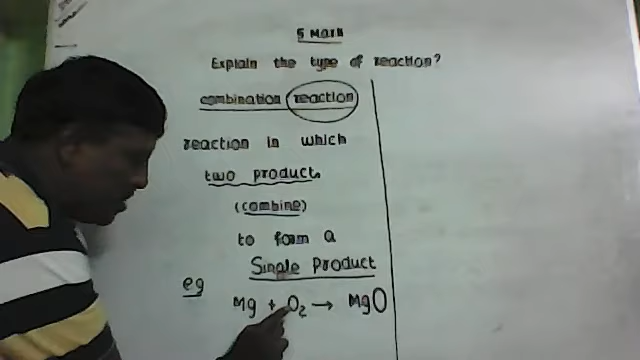 5 Mark
Explain the type of reaction?
combination reaction
reaction in which
two product.
(combine)
to form a
Single product
eg
Mg + O₂ → MgO